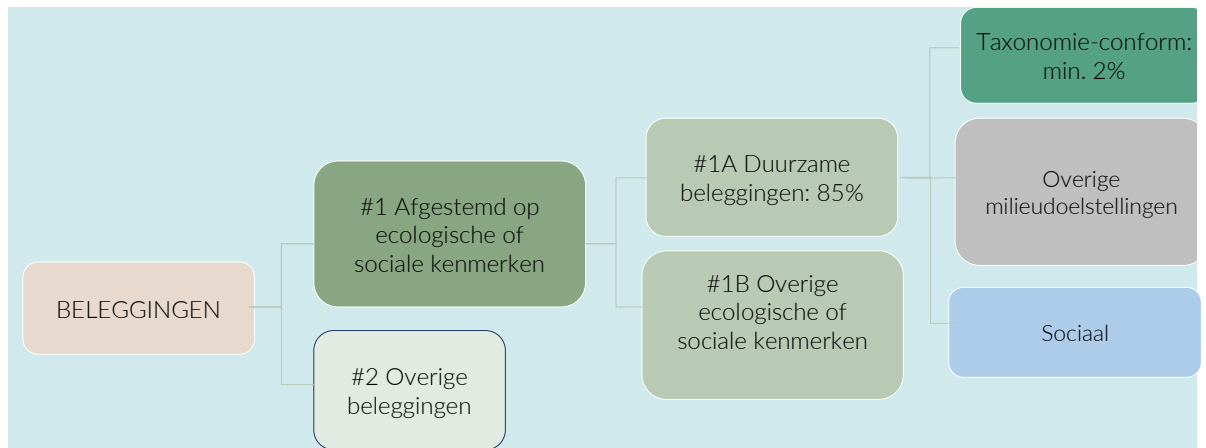 BELEGGINGEN
#1 Afgestemd op
ecologische of
sociale kenmerken
#2 Overige
beleggingen
#1A Duurzame
beleggingen: 85%
#1B Overige
ecologische of
sociale kenmerken
Taxonomie-conform:
min. 2%
Overige
milieudoelstellingen
Sociaal